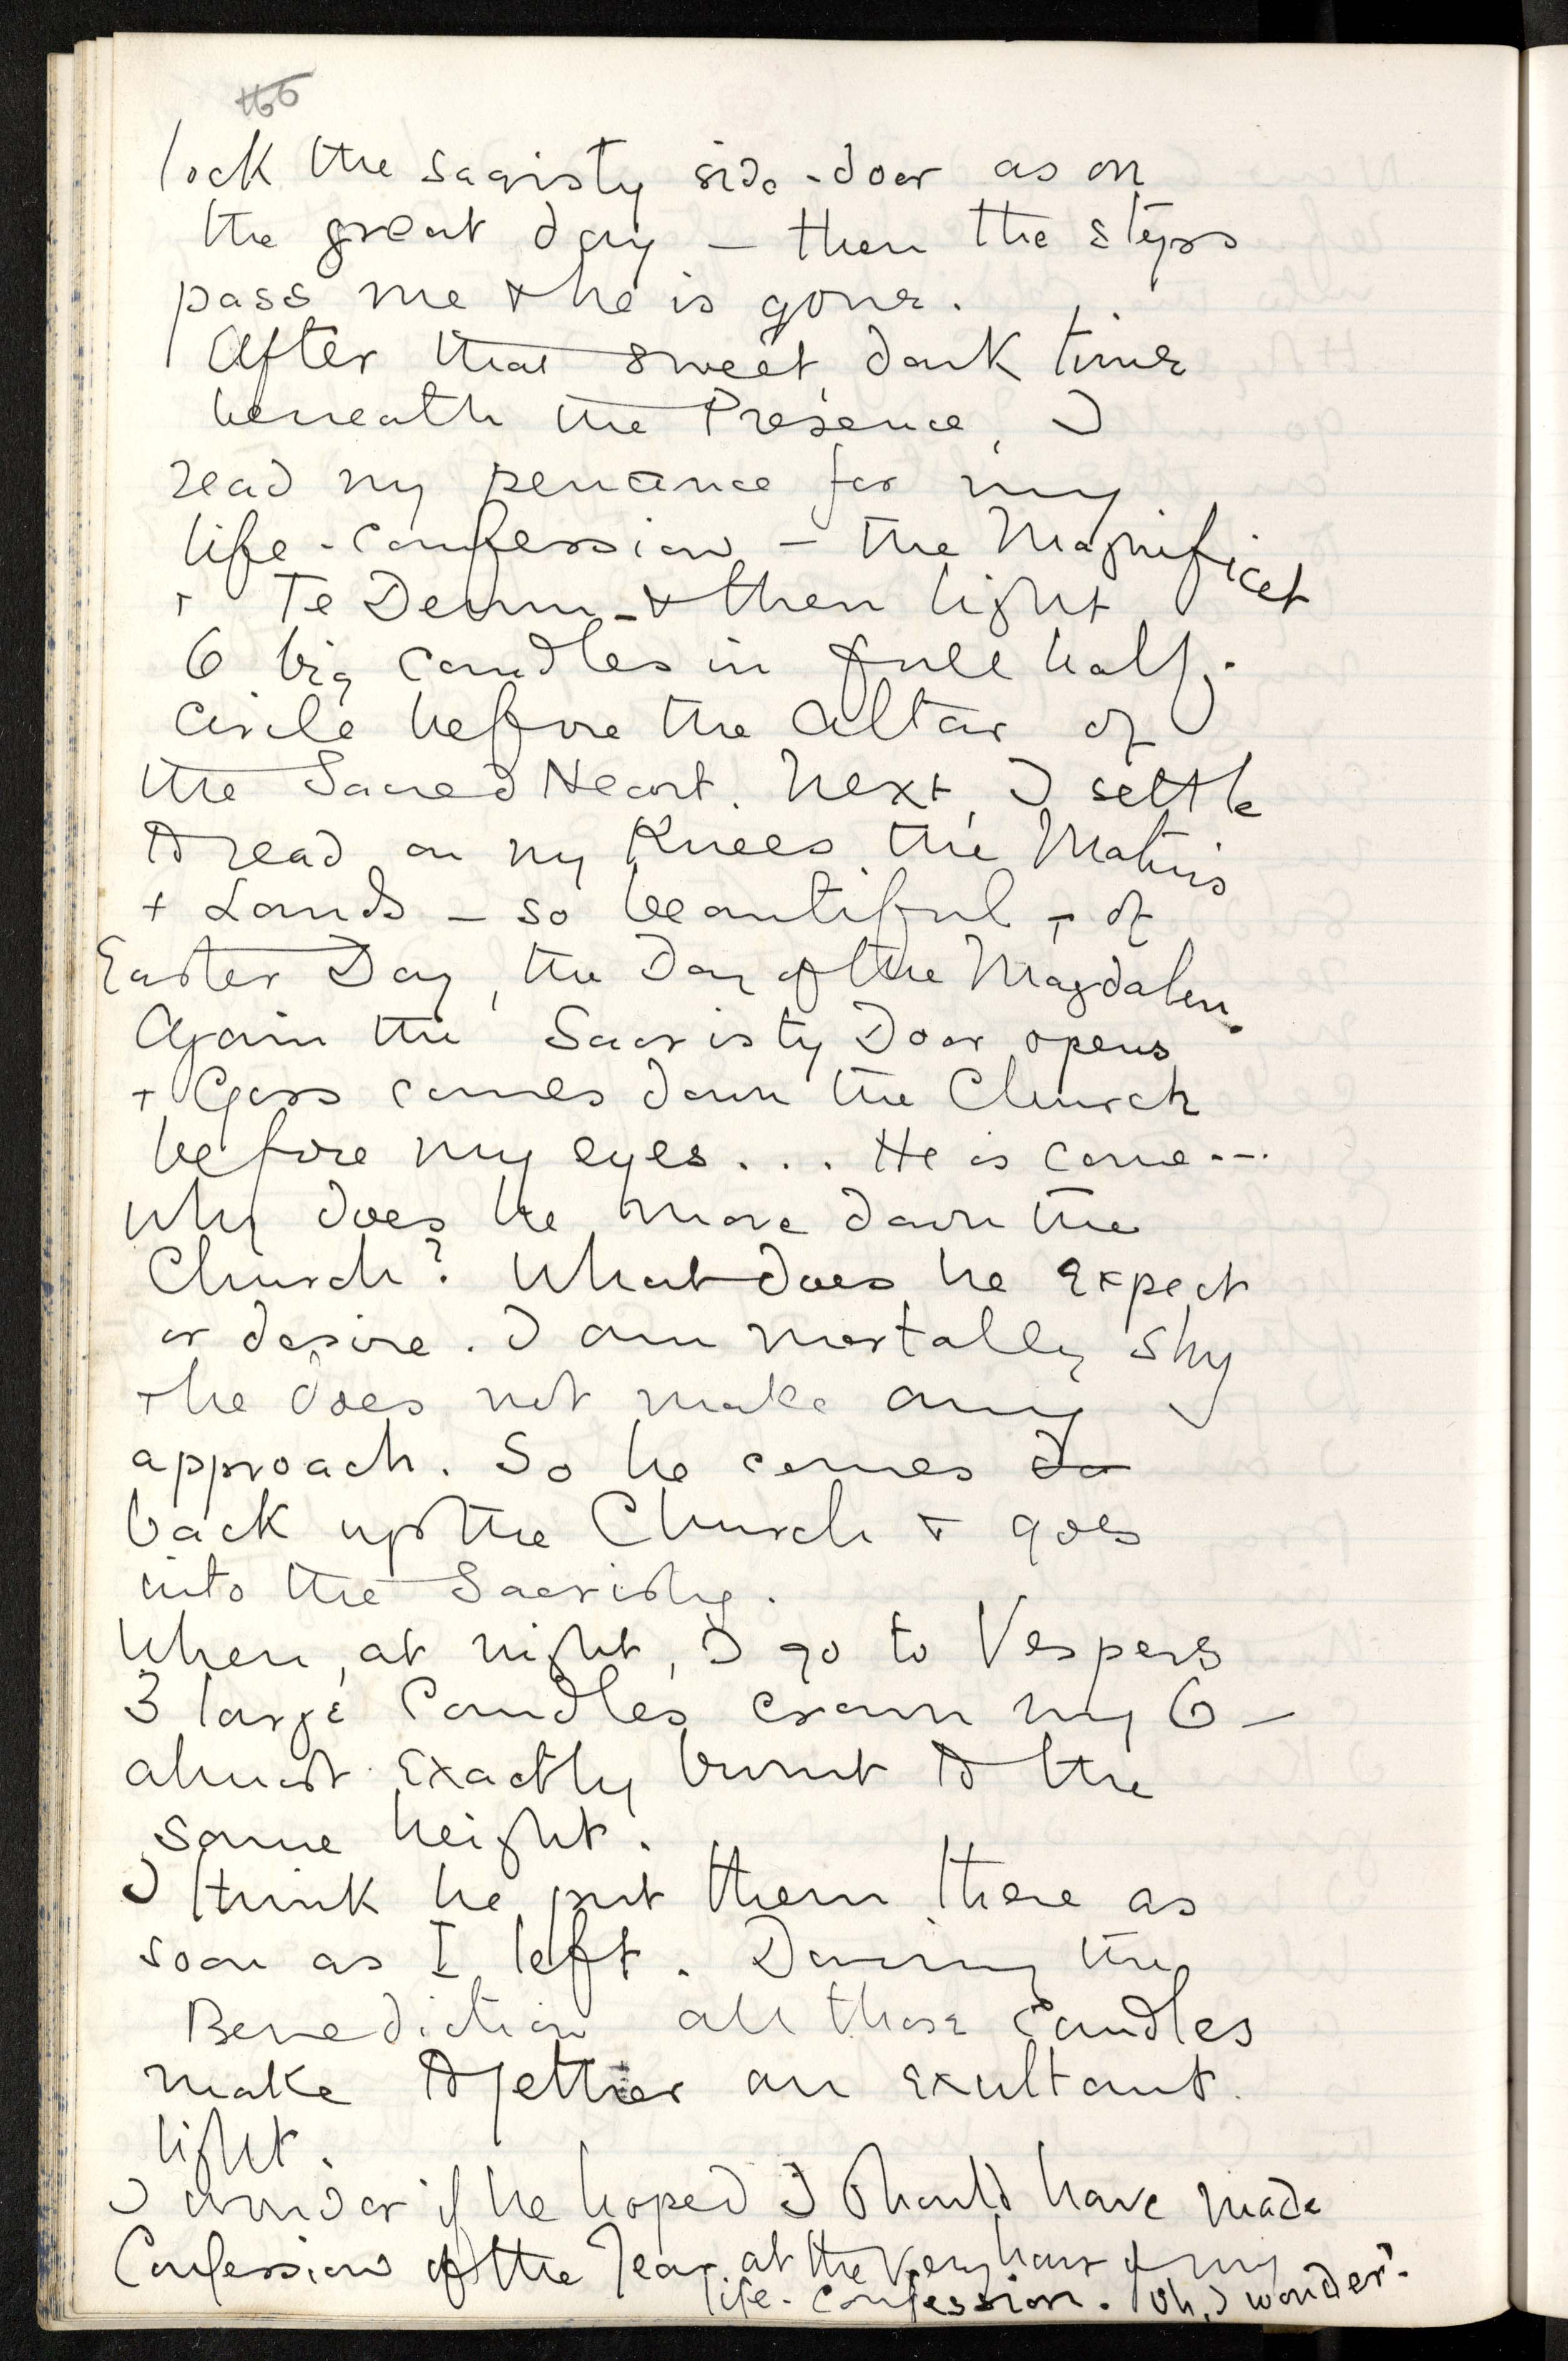 166
lock the sacristy side-door as on
the great day – then the steps
pass me & he is gone.
After that sweet, dark time
beneath the Presence, I
read my penance for my
life-confession – the Magnificat
+ Te Deum – & then light
6 big candles in full half-
circle before the altar of
the Sacred Heart. Next, I settle
to read on my Knees the Matins
+ Lauds – so beautiful – of
Easter Day, the Day of the Magdalen.
Again the Sacristy Door opens
+ Goss comes down the Church
before my eyes... He is come ---
Why does he move down the
Church? What does he expect
or desire. I am mortally shy
+ he does not make any
approach. So he comes do
back up the Church + goes
into the Sacristy.
When, at night, I go to Vespers
3 large Candles crown my 6 –
almost exactly burnt to the
same height.
I think he put them there as
soon as I left. During the
Benediction all those candles
make together an exultant
light.
I wonder if he hoped I should have made
Confession of the Year at the very hour of my
life-confession. Oh, I wonder.